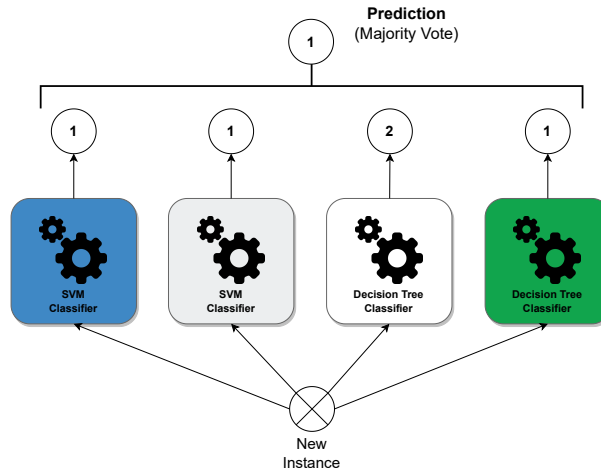 Prediction
(Majority Vote)
1
1
1
2
1
SVM
Classifier
SVM
Classifier
Decision Tree
Classifier
Decision Tree
Classifier
New
Instance